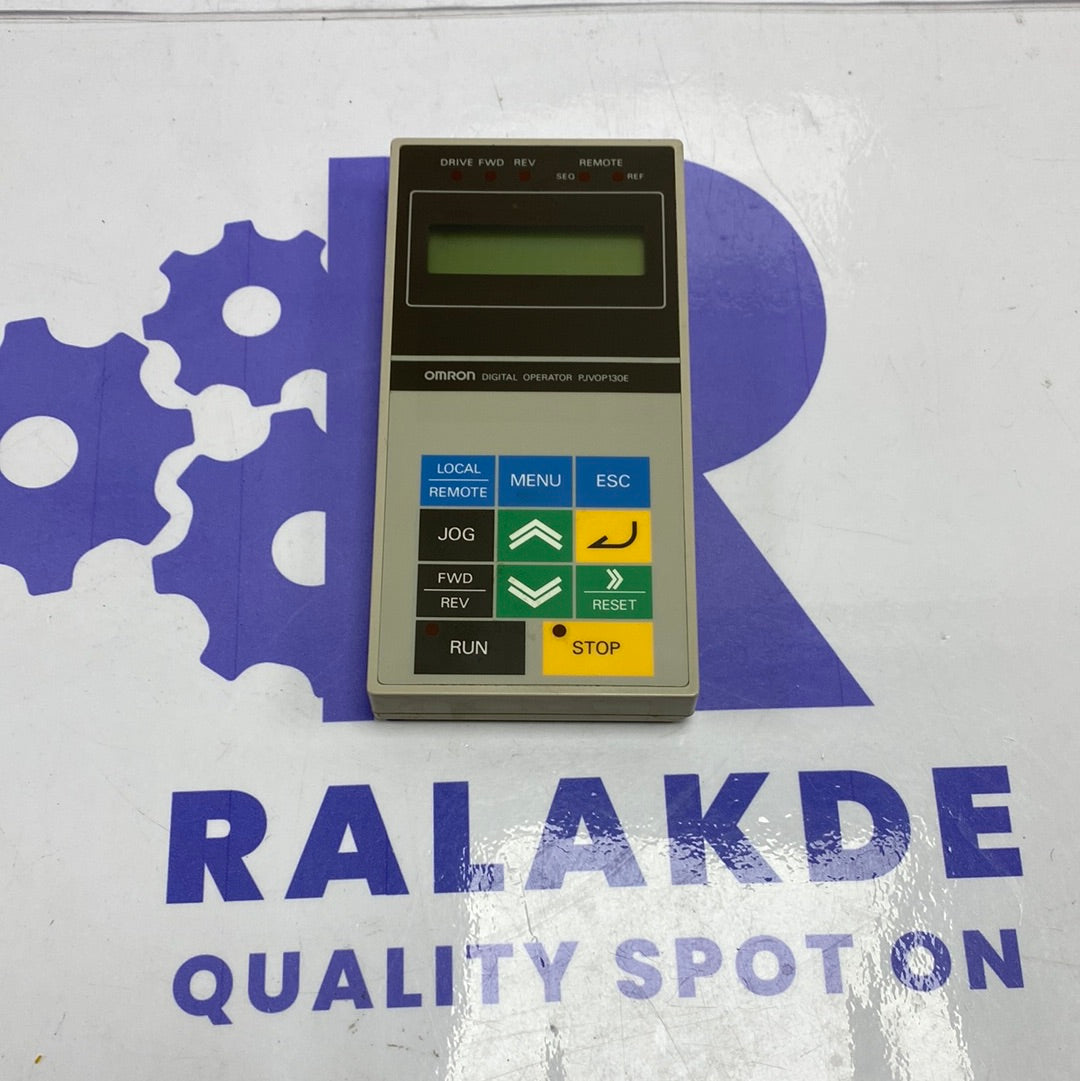 DRIVE FWD REV REMOTE
SEQ REF
OMRON DIGITAL OPERATOR PJVOP130E
LOCAL
REMOTE
MENU
ESC
JOG
FWD
REV
RESET
RUN
STOP
RALAKDE
QUALITY SPOT ON